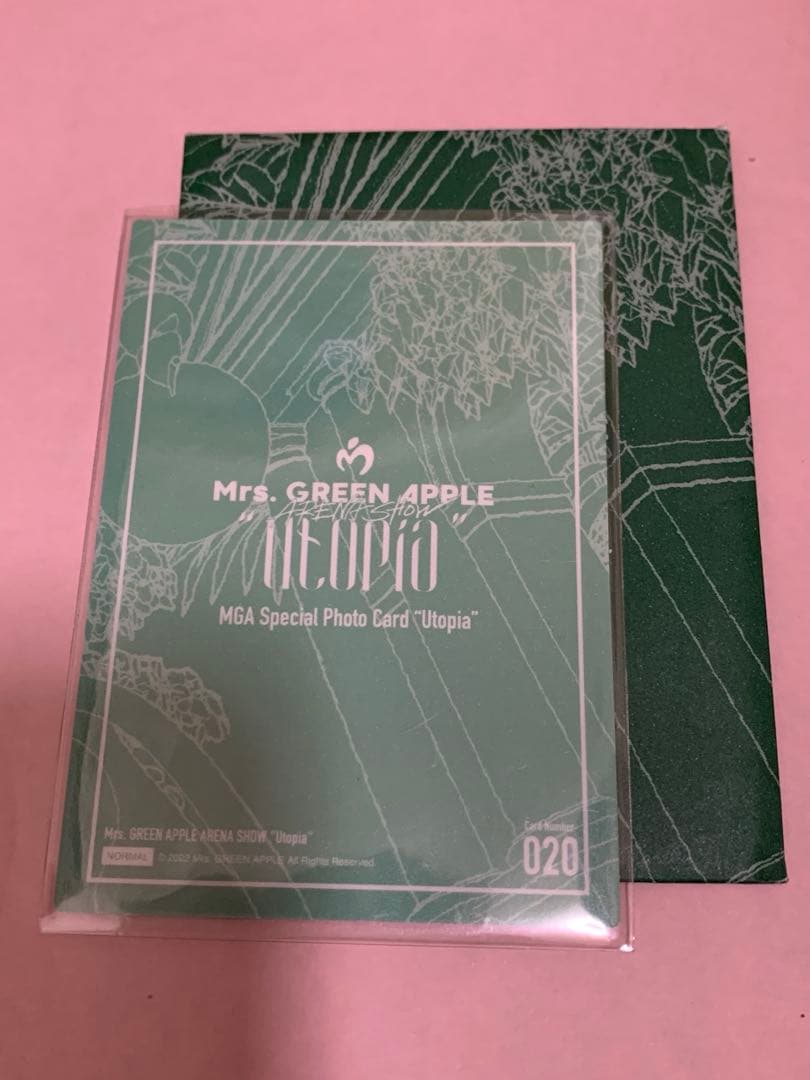 Mrs. GREEN APPLE
ARENA SHOW
"Utopia"
MGA Special Photo Card "Utopia"
Mrs. GREEN APPLE ARENA SHOW "Utopia"
NORMAL © 2022 Mrs. GREEN APPLE All Rights Reserved.
Card Number
020